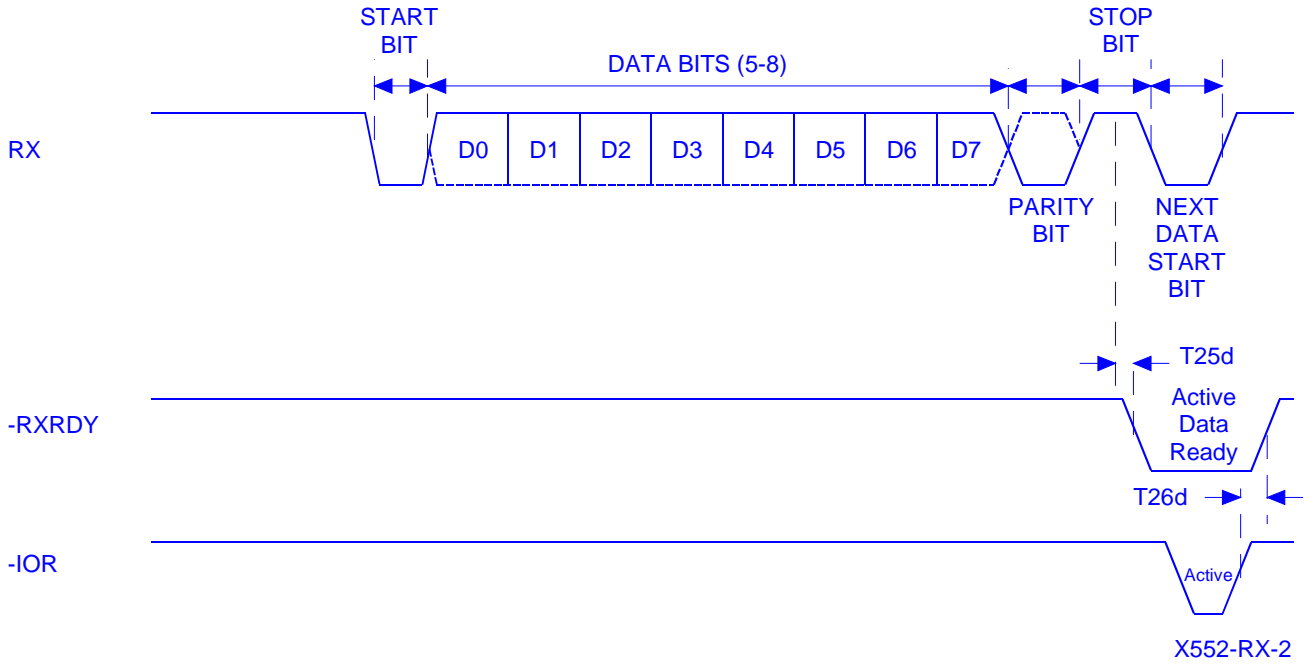 START
BIT
STOP
BIT
DATA BITS (5-8)
RX
D0
D1
D2
D3
D4
D5
D6
D7
PARITY
BIT
NEXT
DATA
START
BIT
T25d
-RXRDY
Active
Data
Ready
T26d
-IOR
Active
X552-RX-2